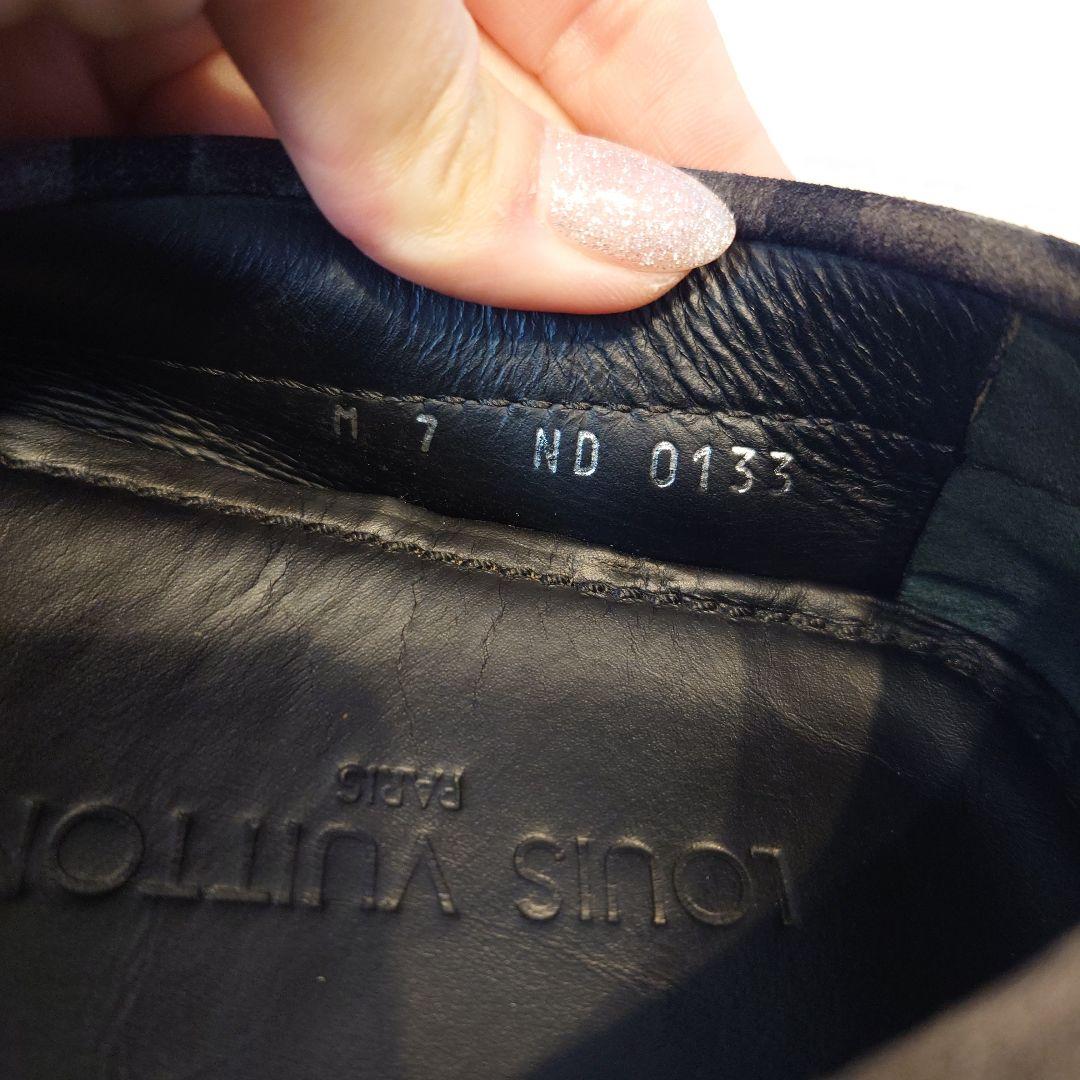 M 7 ND 0133
LOUIS VUITTON
PARIS